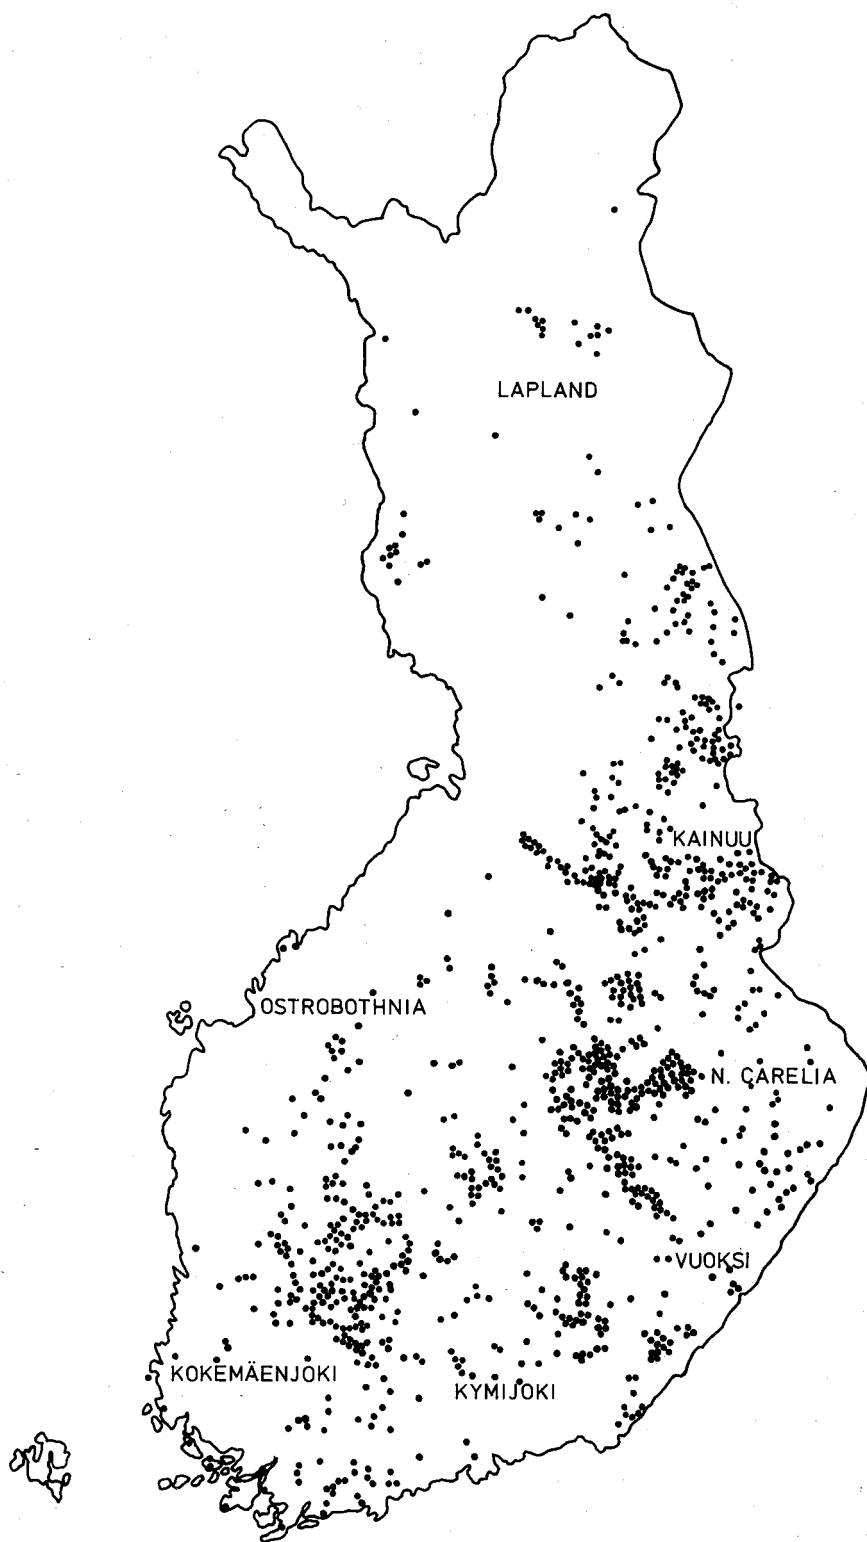 LAPLAND
KAINUU
OSTROBOTHNIA
N. CARELIA
VUOKSI
KOKEMÄENJOKI
KYMIJOKI